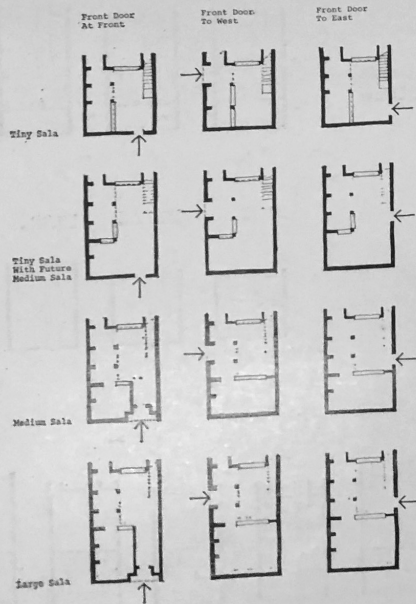 Front Door
At Front
Front Door
To West
Front Door
To East
Tiny Sala
Tiny Sala
With Future
Medium Sala
Medium Sala
Large Sala